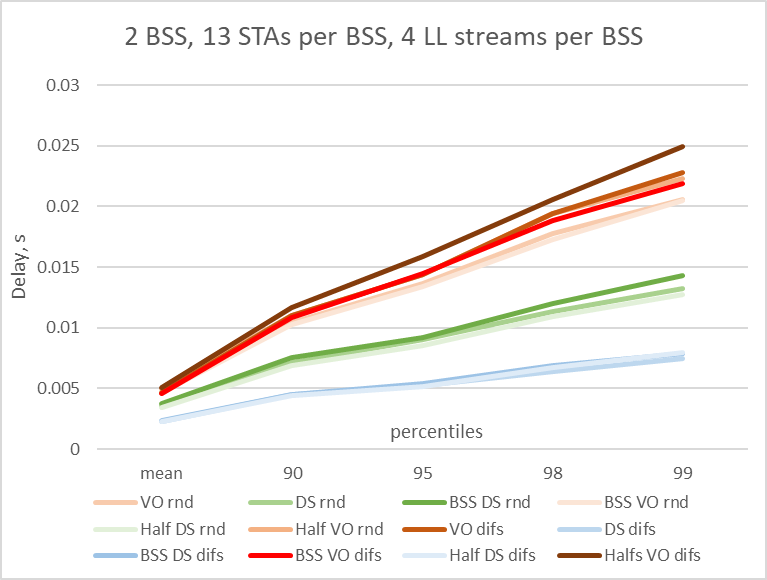 2 BSS, 13 STAs per BSS, 4 LL streams per BSS
0.03
0.025
0.02
0.015
0.01
0.005
0
Delay, s
percentiles
mean 90 95 98 99
VO rnd DS rnd BSS DS rnd BSS VO rnd
Half DS rnd Half VO rnd VO difs DS difs
BSS DS difs BSS VO difs Half DS difs Halfs VO difs